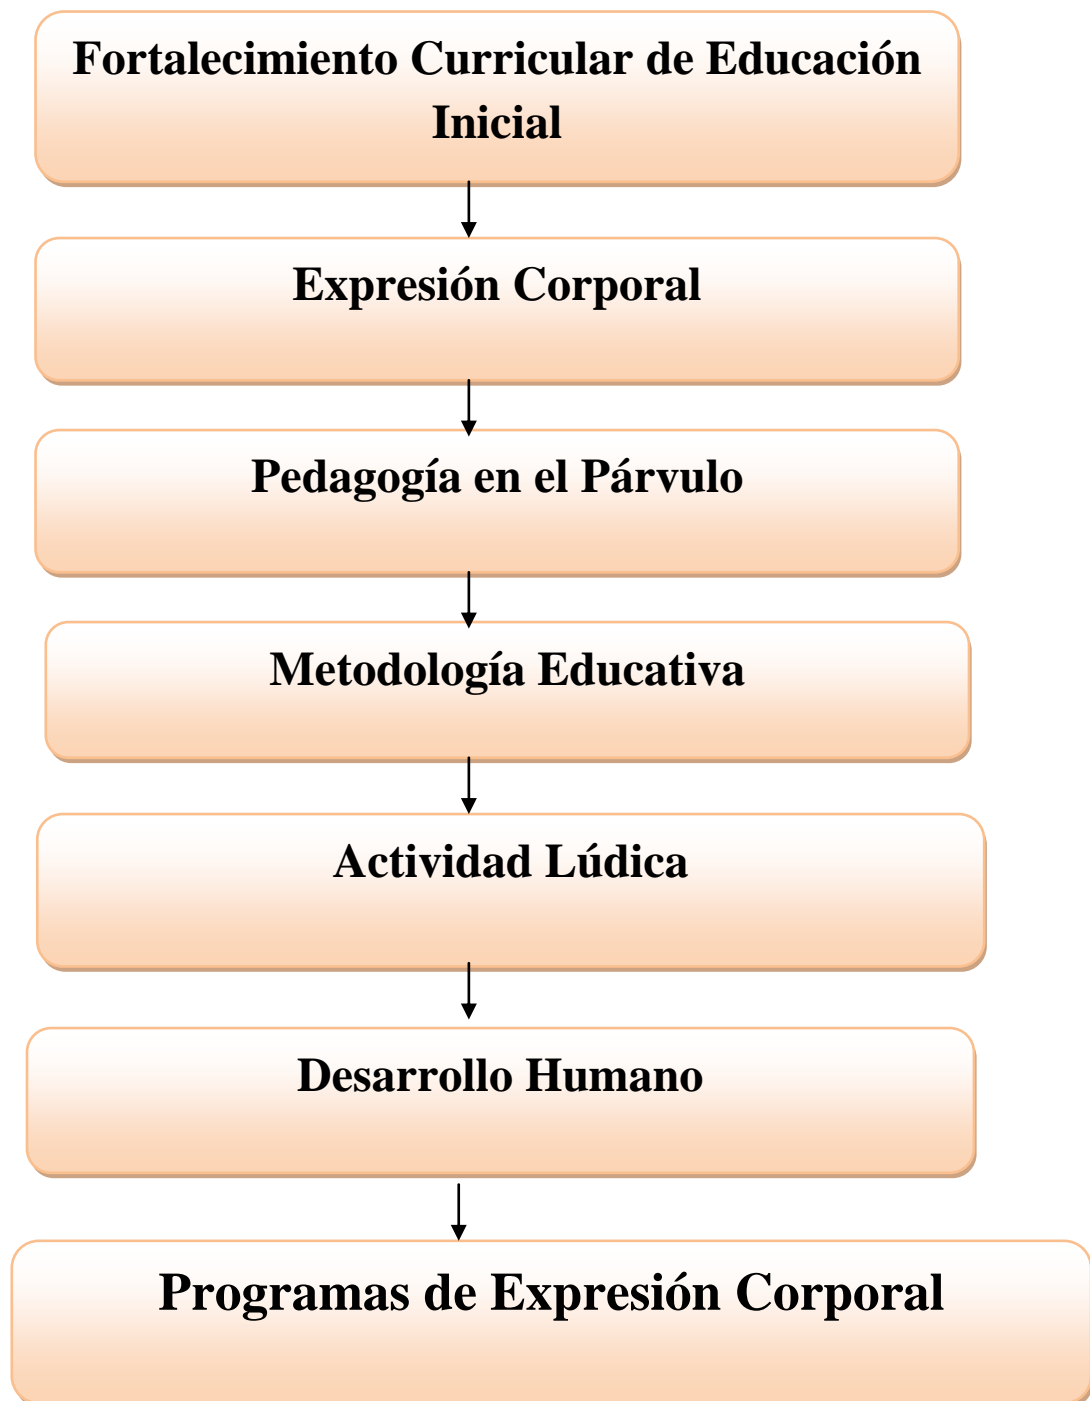 Fortalecimiento Curricular de Educación
Inicial
Expresión Corporal
Pedagogía en el Párvulo
Metodología Educativa
Actividad Lúdica
Desarrollo Humano
Programas de Expresión Corporal